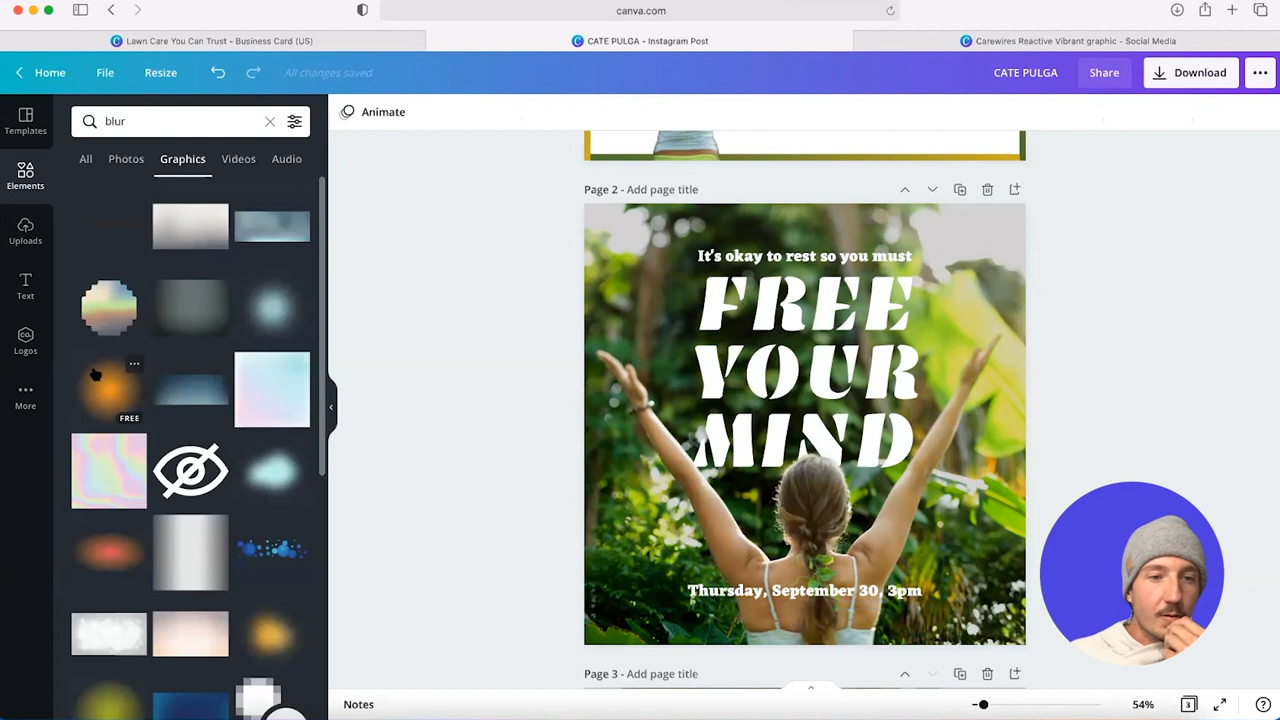 canva.com
Lawn Care You Can Trust - Business Card (US)
CATE PULGA - Instagram Post
Carewires Reactive Vibrant graphic - Social Media
Home
File
Resize
All changes saved
CATE PULGA
Share
Download
Templates
Elements
Uploads
Text
Logos
More
blur
All
Photos
Graphics
Videos
Audio
FREE
Animate
Page 2 - Add page title
It's okay to rest so you must
FREE
YOUR
MIND
Thursday, September 30, 3pm
Page 3 - Add page title
Notes
54%
3